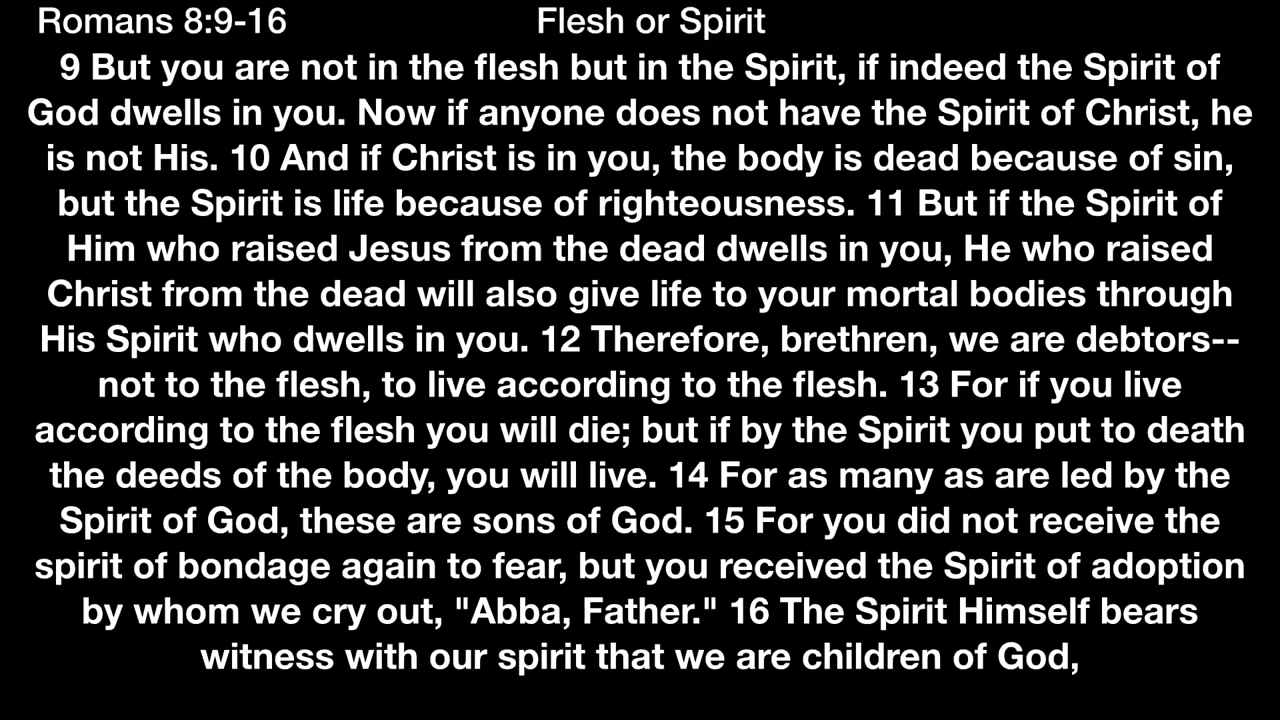 Romans 8:9-16 Flesh or Spirit
9 But you are not in the flesh but in the Spirit, if indeed the Spirit of
God dwells in you. Now if anyone does not have the Spirit of Christ, he
is not His. 10 And if Christ is in you, the body is dead because of sin,
but the Spirit is life because of righteousness. 11 But if the Spirit of
Him who raised Jesus from the dead dwells in you, He who raised
Christ from the dead will also give life to your mortal bodies through
His Spirit who dwells in you. 12 Therefore, brethren, we are debtors--
not to the flesh, to live according to the flesh. 13 For if you live
according to the flesh you will die; but if by the Spirit you put to death
the deeds of the body, you will live. 14 For as many as are led by the
Spirit of God, these are sons of God. 15 For you did not receive the
spirit of bondage again to fear, but you received the Spirit of adoption
by whom we cry out, "Abba, Father." 16 The Spirit Himself bears
witness with our spirit that we are children of God,